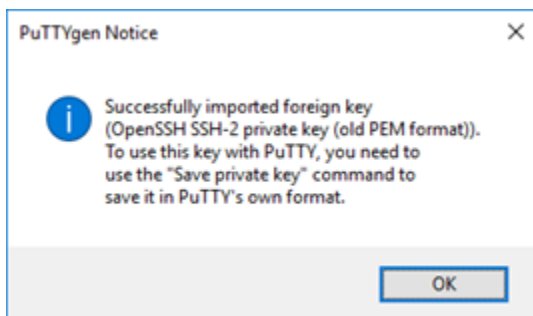 PuTTYgen Notice
Successfully imported foreign key
(OpenSSH SSH-2 private key (old PEM format)).
To use this key with PuTTY, you need to
use the "Save private key" command to
save it in PuTTY's own format.
OK